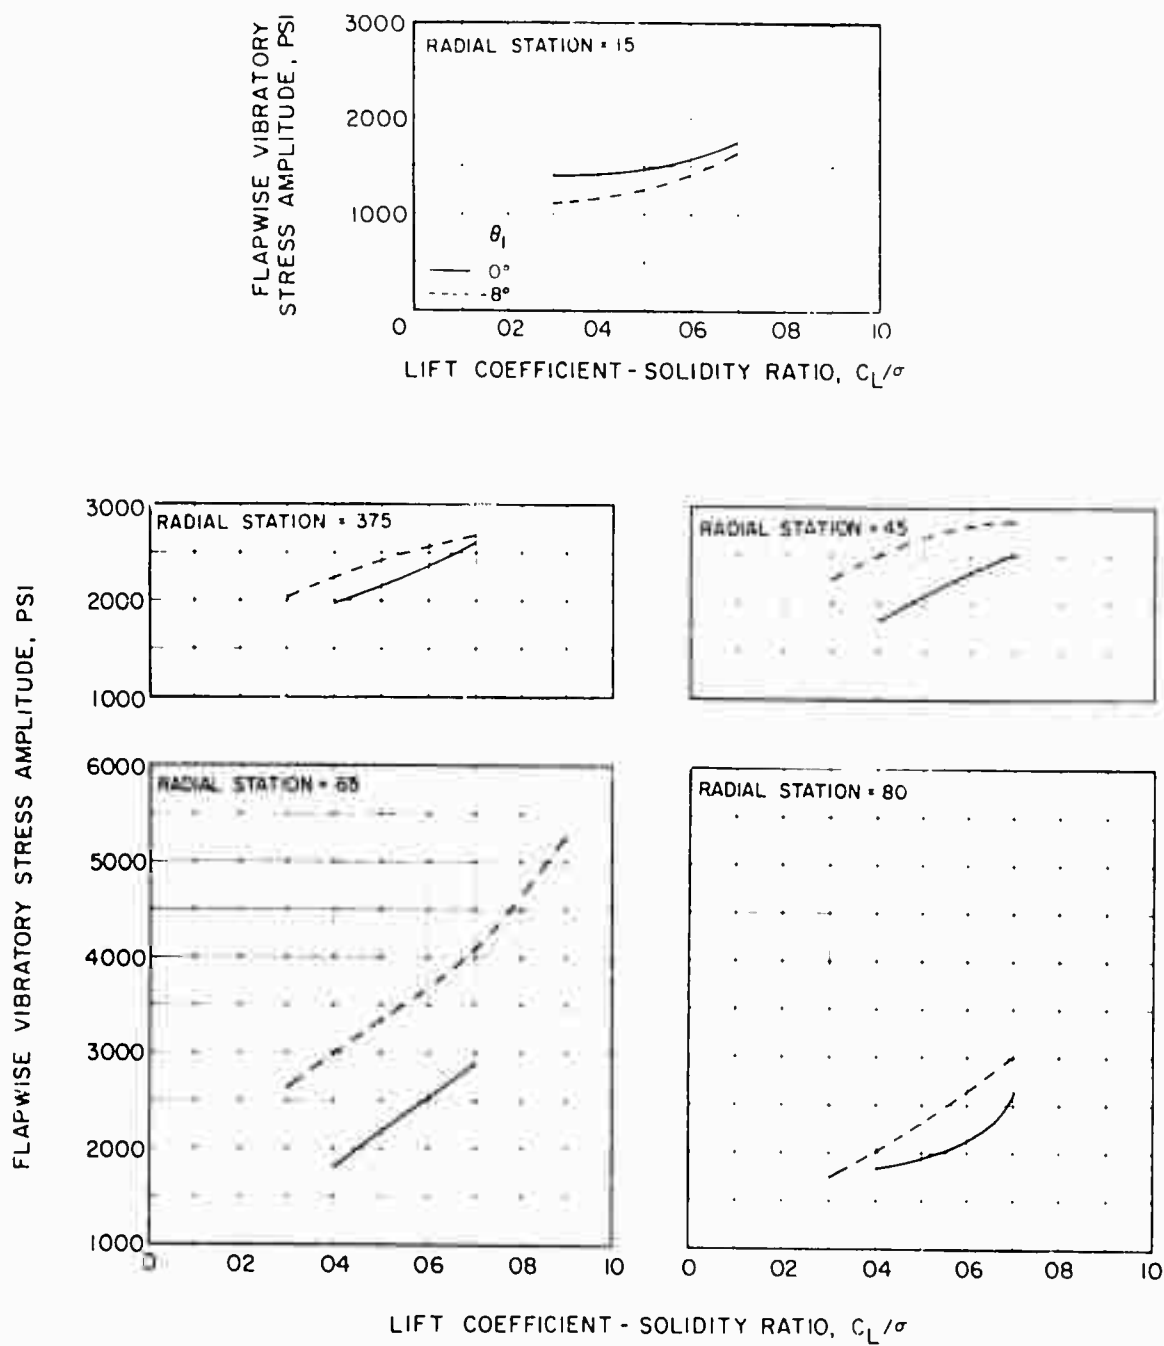 FLAPWISE VIBRATORY
STRESS AMPLITUDE, PSI
3000
2000
1000
RADIAL STATION = 15
θ1
0°
-8°
0 02 04 06 08 10
LIFT COEFFICIENT - SOLIDITY RATIO, CL/σ
FLAPWISE VIBRATORY STRESS AMPLITUDE, PSI
3000
2000
1000
RADIAL STATION = 375
RADIAL STATION = 45
6000
5000
4000
3000
2000
1000
RADIAL STATION = 65
RADIAL STATION = 80
0 02 04 06 08 10
0 02 04 06 08 10
LIFT COEFFICIENT - SOLIDITY RATIO, CL/σ